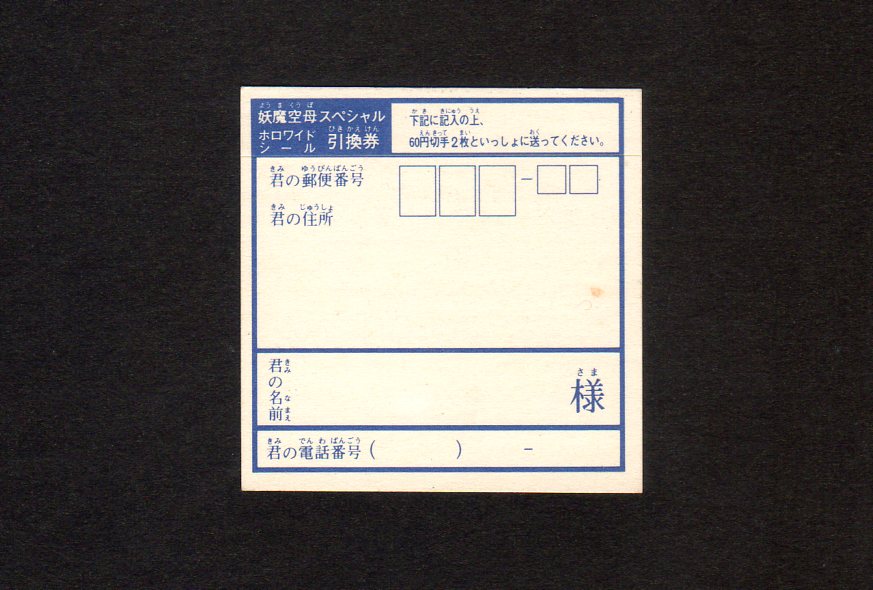 妖魔空母スペシャル
ホロワイドシール 引換券
下記に記入の上、
60円切手2枚といっしょに送ってください。
君の郵便番号 −
君の住所
君の名前 様
君の電話番号( ) −